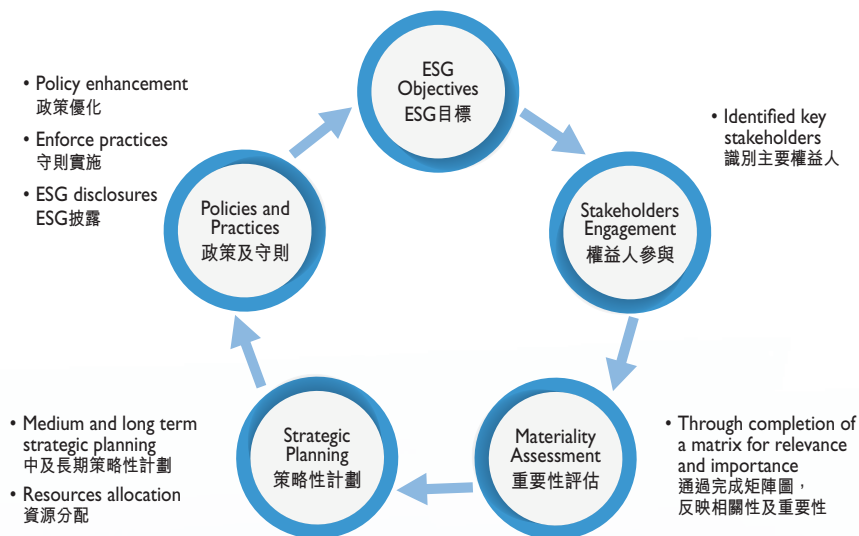 ESG
Objectives
ESG目標
• Identified key
stakeholders
識別主要權益人
Stakeholders
Engagement
權益人參與
• Through completion of
a matrix for relevance
and importance
通過完成矩陣圖，
反映相關性及重要性
Materiality
Assessment
重要性評估
Strategic
Planning
策略性計劃
• Medium and long term
strategic planning
中及長期策略性計劃
• Resources allocation
資源分配
Policies and
Practices
政策及守則
• Policy enhancement
政策優化
• Enforce practices
守則實施
• ESG disclosures
ESG披露